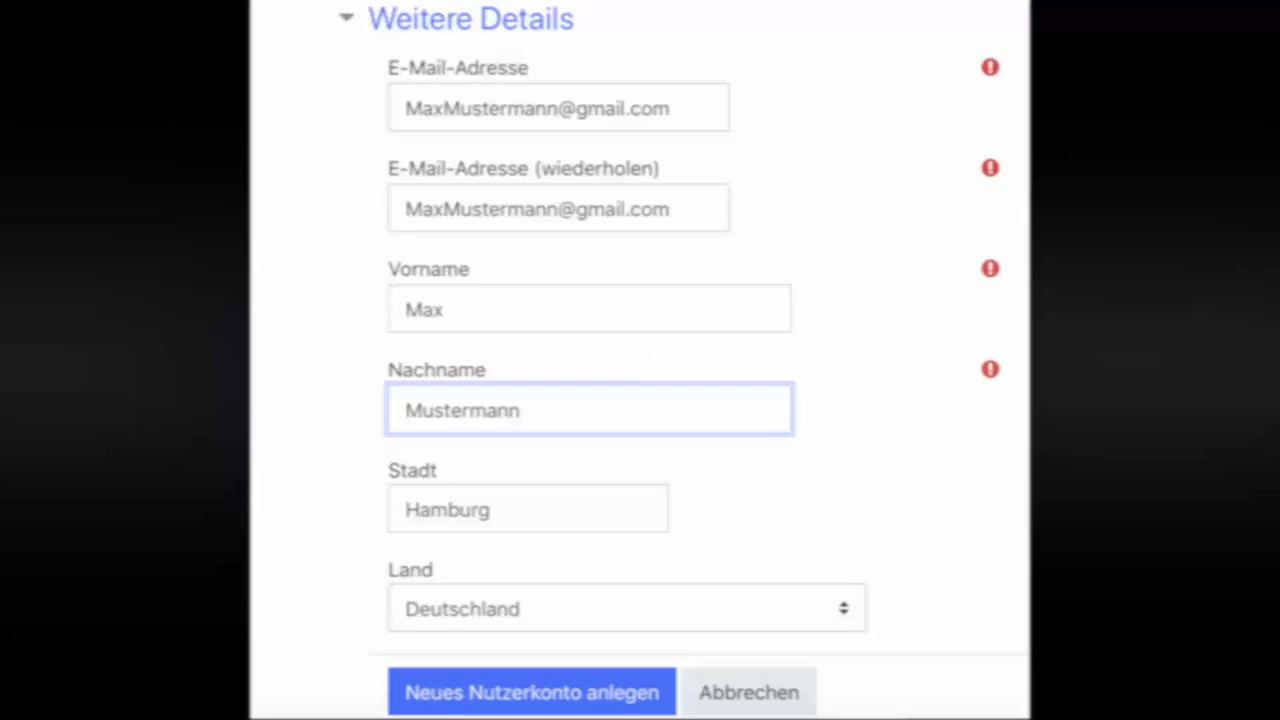 Weitere Details
E-Mail-Adresse
MaxMustermann@gmail.com
E-Mail-Adresse (wiederholen)
MaxMustermann@gmail.com
Vorname
Max
Nachname
Mustermann
Stadt
Hamburg
Land
Deutschland
Neues Nutzerkonto anlegen Abbrechen